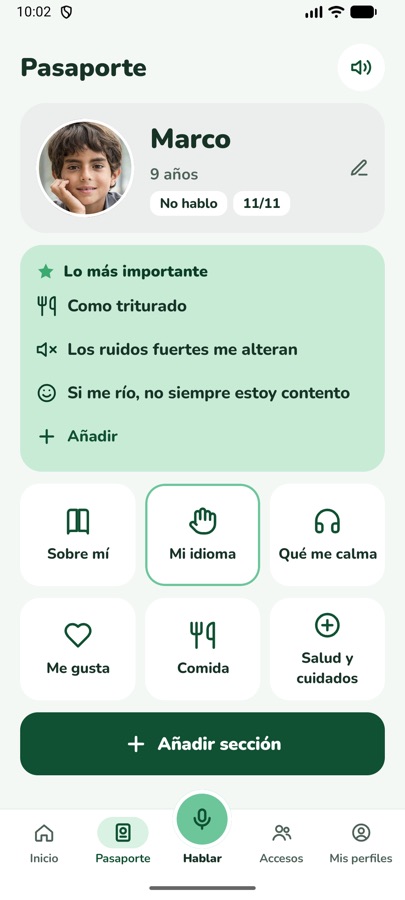 10:02
Pasaporte
Marco
9 años
No hablo
11/11
Lo más importante
Como triturado
Los ruidos fuertes me alteran
Si me río, no siempre estoy contento
Añadir
Sobre mí
Mi idioma
Qué me calma
Me gusta
Comida
Salud y
cuidados
Añadir sección
Inicio
Pasaporte
Hablar
Accesos
Mis perfiles